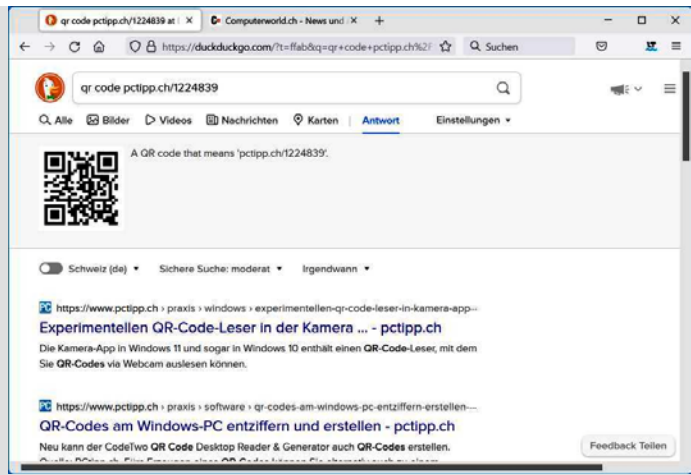 qr code pctipp.ch/1224839 at
Computerworld.ch - News und
https://duckduckgo.com/?t=ffab&q=qr+code+pctipp.ch%2F
Suchen
qr code pctipp.ch/1224839
Alle Bilder Videos Nachrichten Karten Antwort Einstellungen
A QR code that means 'pctipp.ch/1224839'.
Schweiz (de) Sichere Suche: moderat Irgendwann
PC https://www.pctipp.ch › praxis › windows › experimentellen-qr-code-leser-in-kamera-app-...
Experimentellen QR-Code-Leser in der Kamera ... - pctipp.ch
Die Kamera-App in Windows 11 und sogar in Windows 10 enthält einen QR-Code-Leser, mit dem
Sie QR-Codes via Webcam auslesen können.
PC https://www.pctipp.ch › praxis › software › qr-codes-am-windows-pc-entziffern-erstellen-...
QR-Codes am Windows-PC entziffern und erstellen - pctipp.ch
Neu kann der CodeTwo QR Code Desktop Reader & Generator auch QR-Codes erstellen.
Feedback Teilen